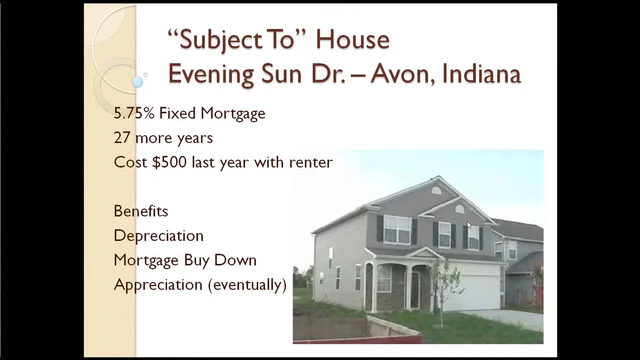 “Subject To” House
Evening Sun Dr. – Avon, Indiana
5.75% Fixed Mortgage
27 more years
Cost $500 last year with renter
Benefits
Depreciation
Mortgage Buy Down
Appreciation (eventually)